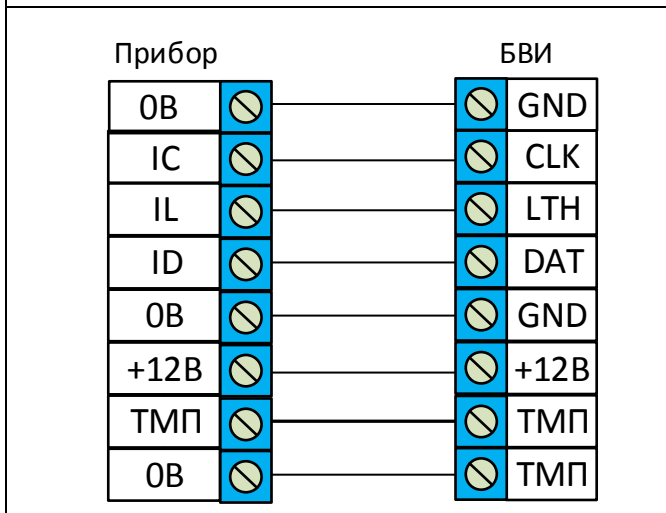 Прибор БВИ
0В GND
IC CLK
IL LTH
ID DAT
0В GND
+12В +12В
ТМП ТМП
0В ТМП